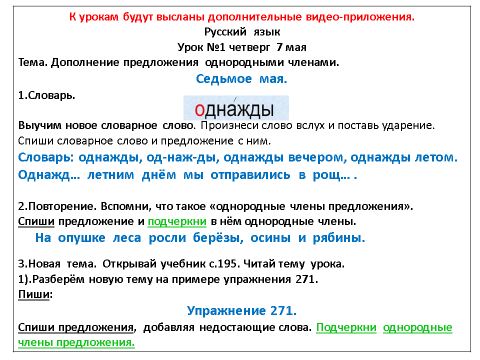 К урокам будут высланы дополнительные видео-приложения.
Русский язык
Урок №1 четверг 7 мая
Тема. Дополнение предложения однородными членами.
Седьмое мая.
1.Словарь.
однажды
Выучим новое словарное слово. Произнеси слово вслух и поставь ударение.
Спиши словарное слово и предложение с ним.
Словарь: однажды, од-наж-ды, однажды вечером, однажды летом.
Однажд... летним днём мы отправились в рощ... .
2.Повторение. Вспомни, что такое «однородные члены предложения».
Спиши предложение и подчеркни в нём однородные члены.
На опушке леса росли берёзы, осины и рябины.
3.Новая тема. Открывай учебник с.195. Читай тему урока.
1).Разберём новую тему на примере упражнения 271.
Пиши:
Упражнение 271.
Спиши предложения, добавляя недостающие слова. Подчеркни однородные
члены предложения.